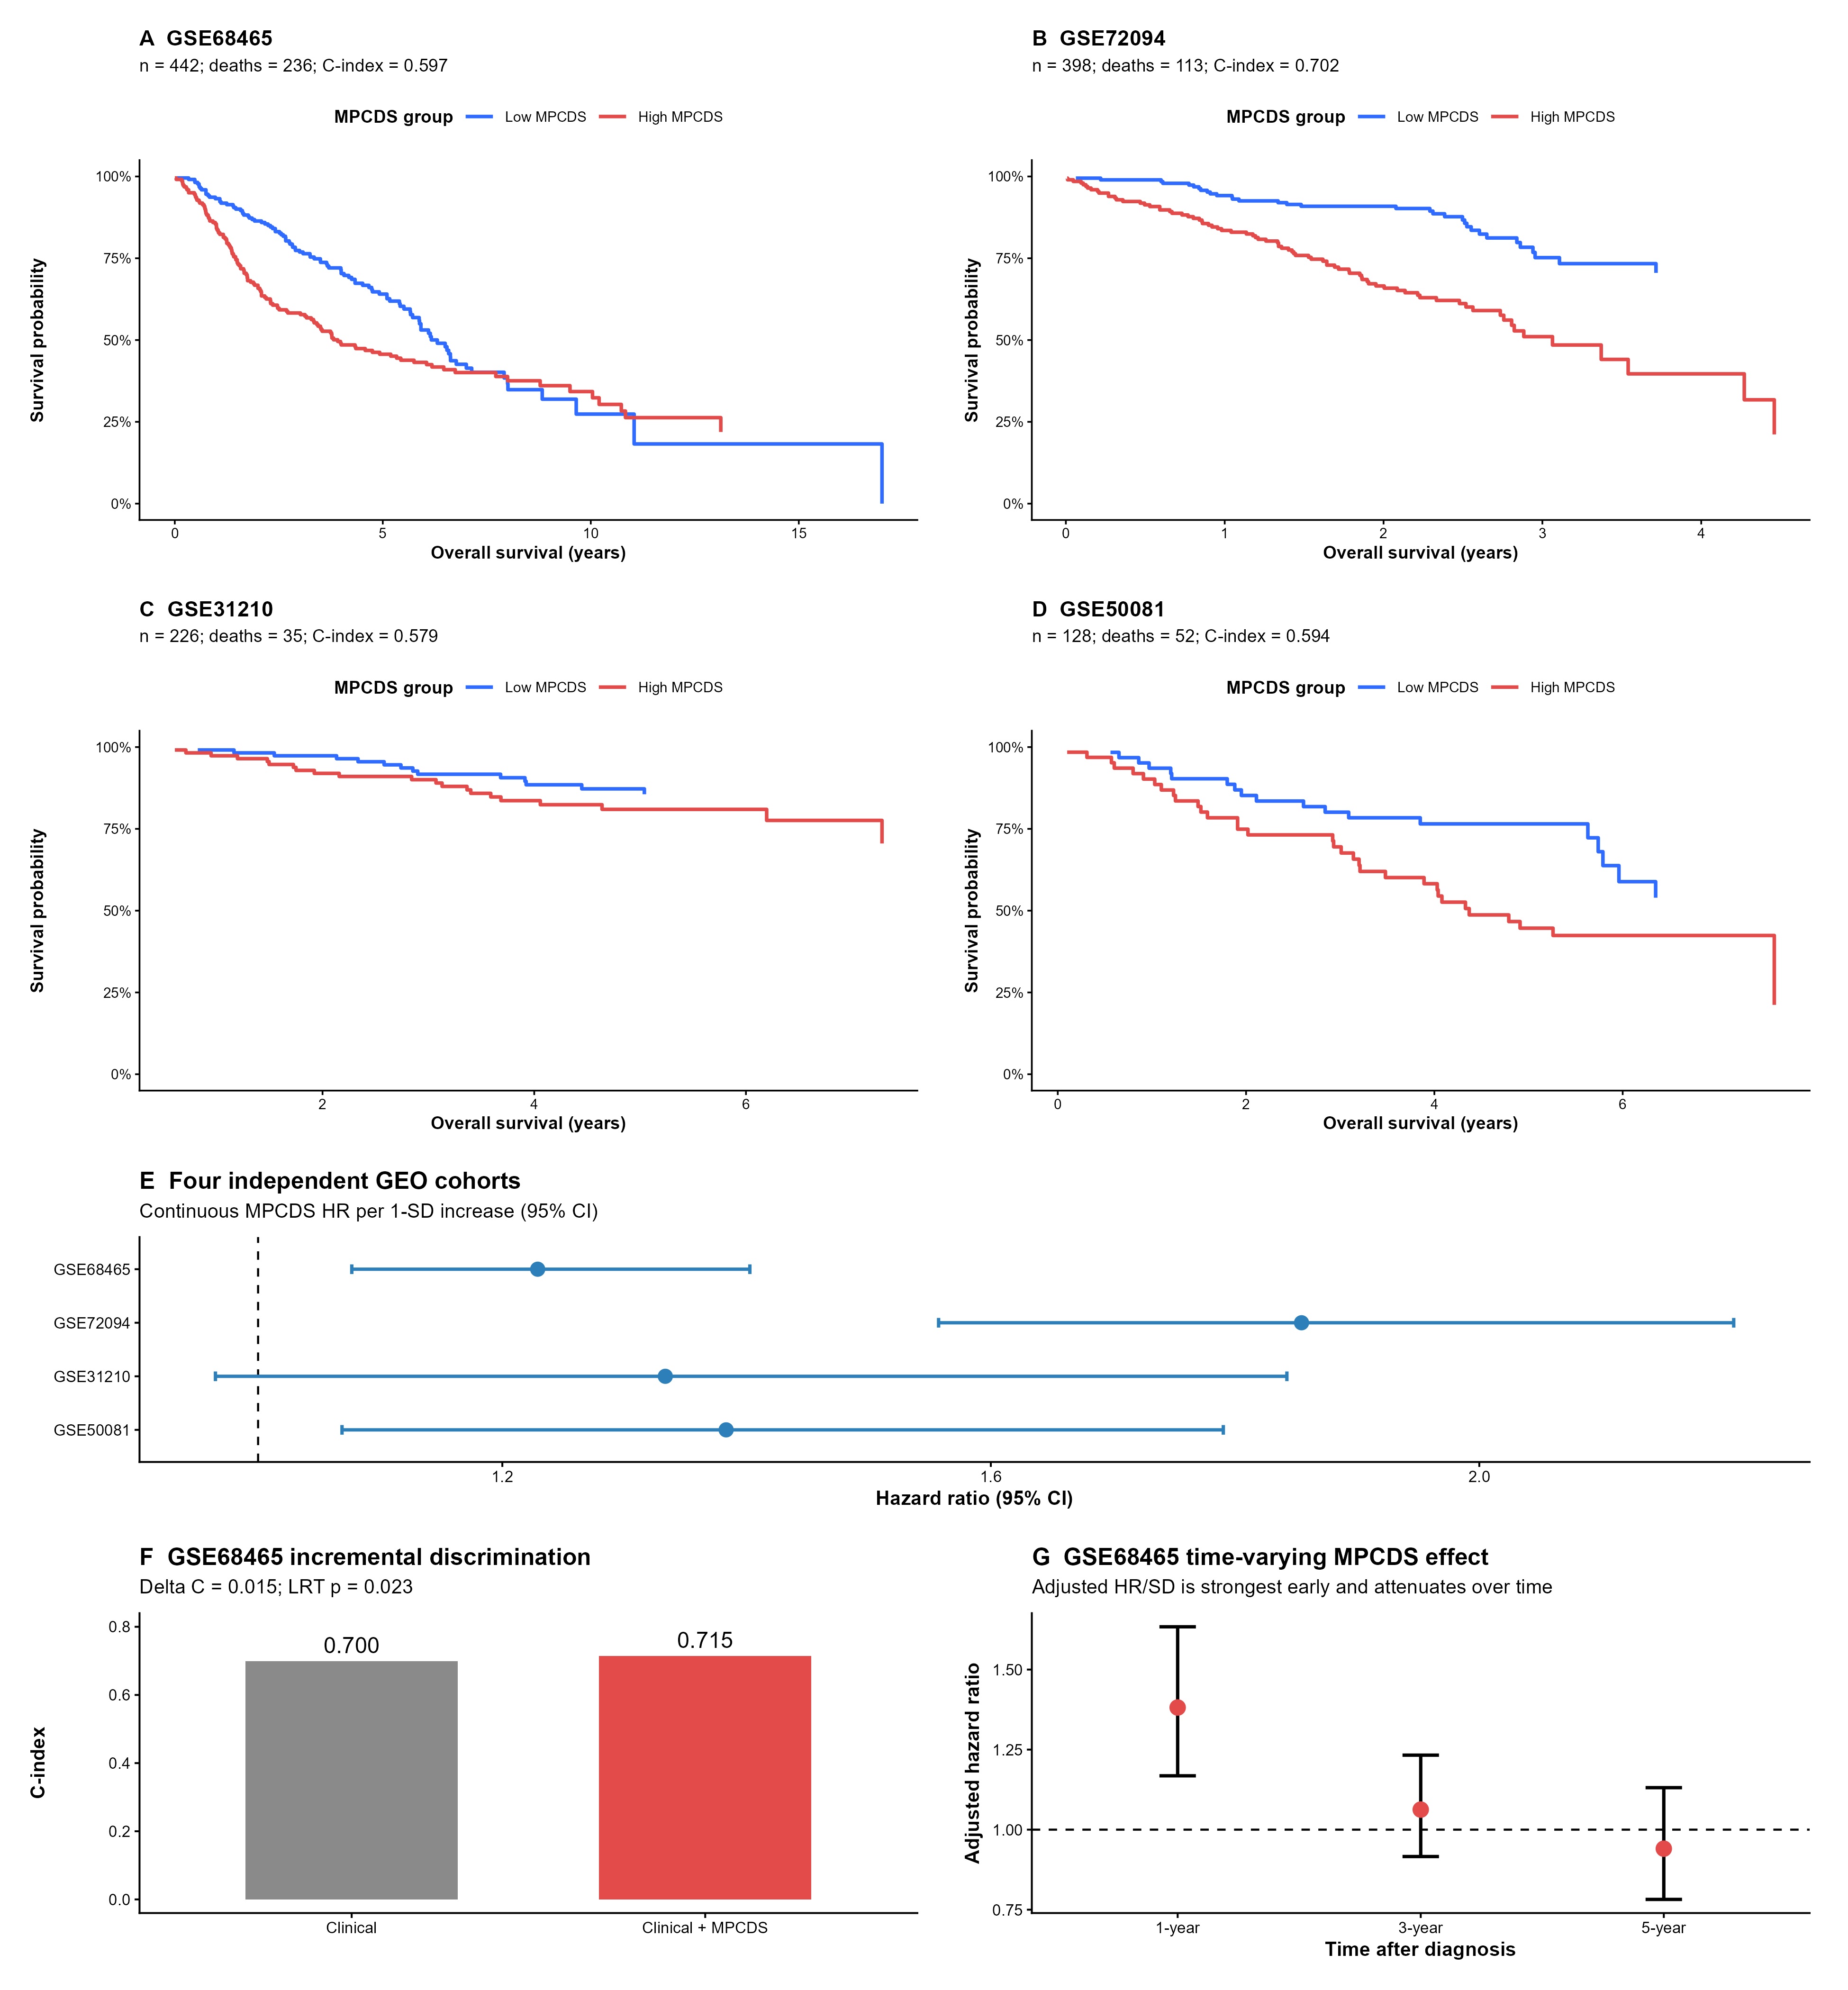 A GSE68465
n = 442; deaths = 236; C-index = 0.597
MPCDS group Low MPCDS High MPCDS
Survival probability
100%
75%
50%
25%
0%
0 5 10 15
Overall survival (years)
B GSE72094
n = 398; deaths = 113; C-index = 0.702
MPCDS group Low MPCDS High MPCDS
Survival probability
100%
75%
50%
25%
0%
0 1 2 3 4
Overall survival (years)
C GSE31210
n = 226; deaths = 35; C-index = 0.579
MPCDS group Low MPCDS High MPCDS
Survival probability
100%
75%
50%
25%
0%
2 4 6
Overall survival (years)
D GSE50081
n = 128; deaths = 52; C-index = 0.594
MPCDS group Low MPCDS High MPCDS
Survival probability
100%
75%
50%
25%
0%
0 2 4 6
Overall survival (years)
E Four independent GEO cohorts
Continuous MPCDS HR per 1-SD increase (95% CI)
GSE68465
GSE72094
GSE31210
GSE50081
1.2 1.6 2.0
Hazard ratio (95% CI)
F GSE68465 incremental discrimination
Delta C = 0.015; LRT p = 0.023
C-index
0.8
0.6
0.4
0.2
0.0
0.700 0.715
Clinical Clinical + MPCDS
G GSE68465 time-varying MPCDS effect
Adjusted HR/SD is strongest early and attenuates over time
Adjusted hazard ratio
1.50
1.25
1.00
0.75
1-year 3-year 5-year
Time after diagnosis